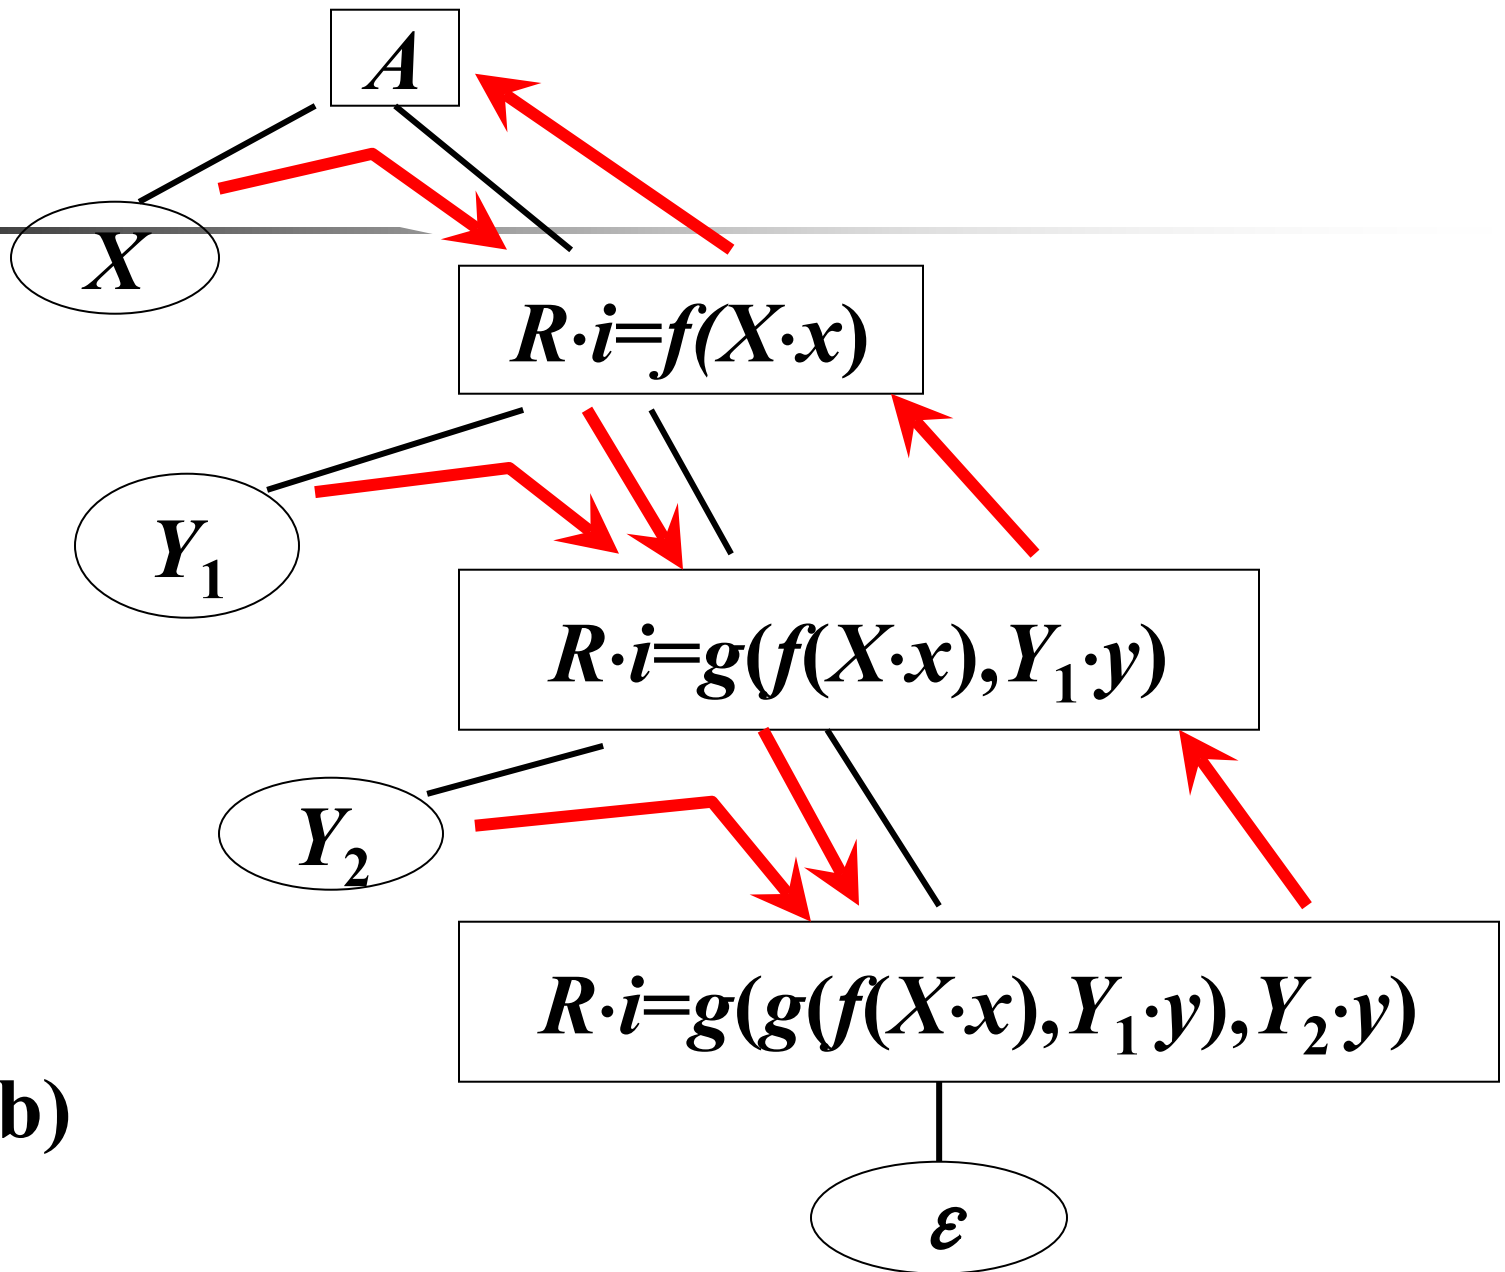 A
X
R·i=f(X·x)
Y₁
R·i=g(f(X·x),Y₁·y)
Y₂
R·i=g(g(f(X·x),Y₁·y),Y₂·y)
b)
ε